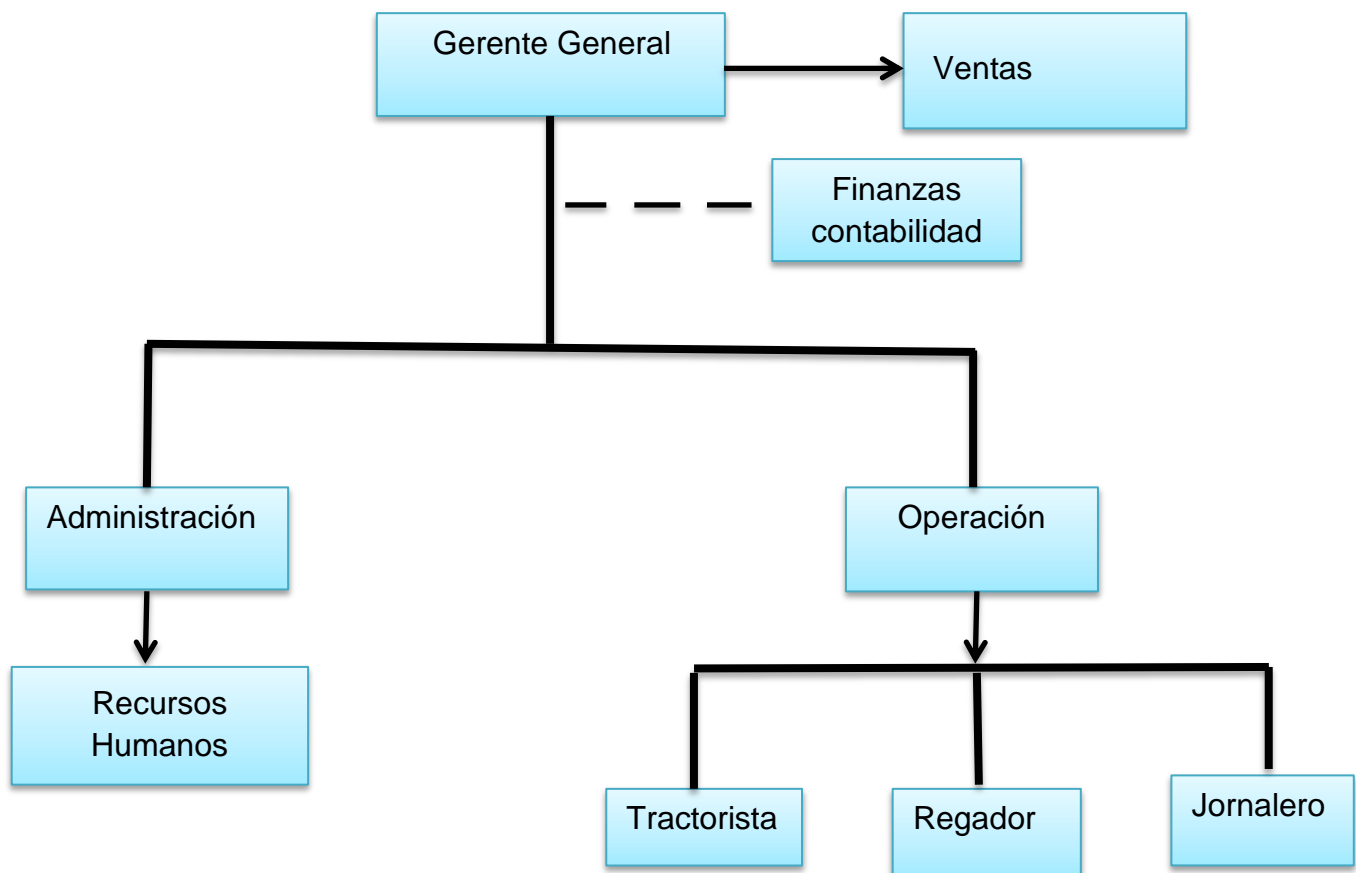 Gerente General
Ventas
Finanzas
contabilidad
Administración
Operación
Recursos
Humanos
Tractorista
Regador
Jornalero